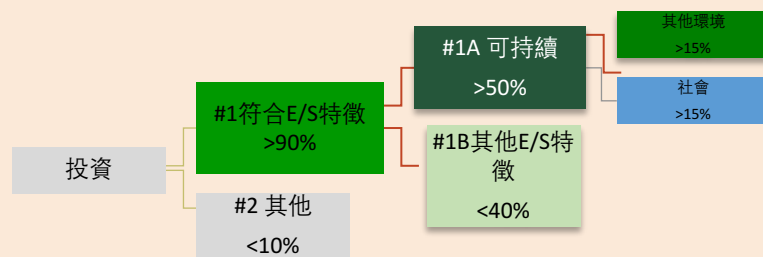 投資
#1符合E/S特徵
>90%
#2 其他
<10%
#1A 可持續
>50%
#1B其他E/S特
徵
<40%
其他環境
>15%
社會
>15%